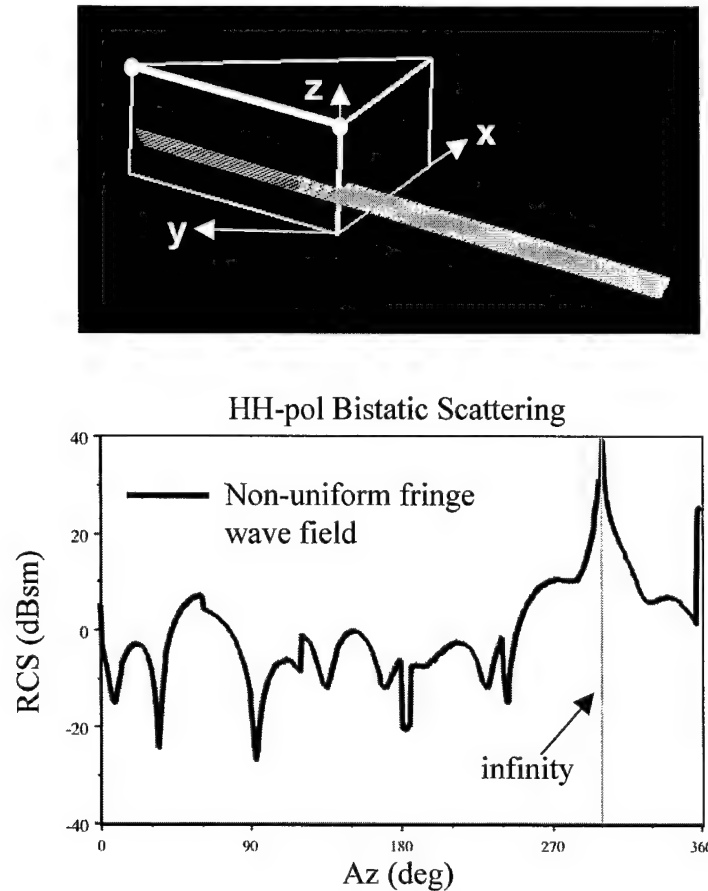 z
x
y
HH-pol Bistatic Scattering
40
20
0
-20
-40
RCS (dBsm)
Non-uniform fringe
wave field
infinity
0
90
180
270
360
Az (deg)